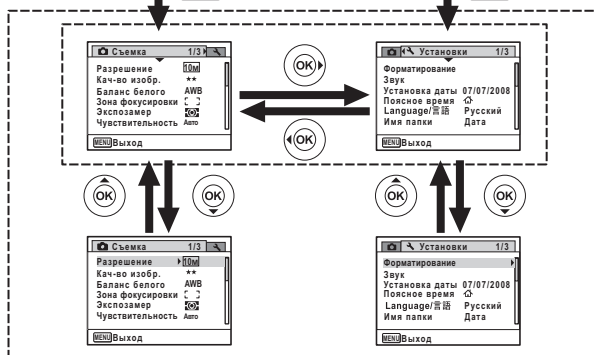 Съемка 1/3
Разрешение 10M
Кач-во изобр. ★★
Баланс белого AWB
Зона фокусировки [ ]
Экспозамер
Чувствительность Авто
MENU Выход
OK
OK
Установки 1/3
Форматирование
Звук
Установка даты 07/07/2008
Поясное время
Language/言語 Русский
Имя папки Дата
MENU Выход
OK
OK
OK
OK
Съемка 1/3
Разрешение 10M
Кач-во изобр. ★★
Баланс белого AWB
Зона фокусировки [ ]
Экспозамер
Чувствительность Авто
MENU Выход
Установки 1/3
Форматирование
Звук
Установка даты 07/07/2008
Поясное время
Language/言語 Русский
Имя папки Дата
MENU Выход